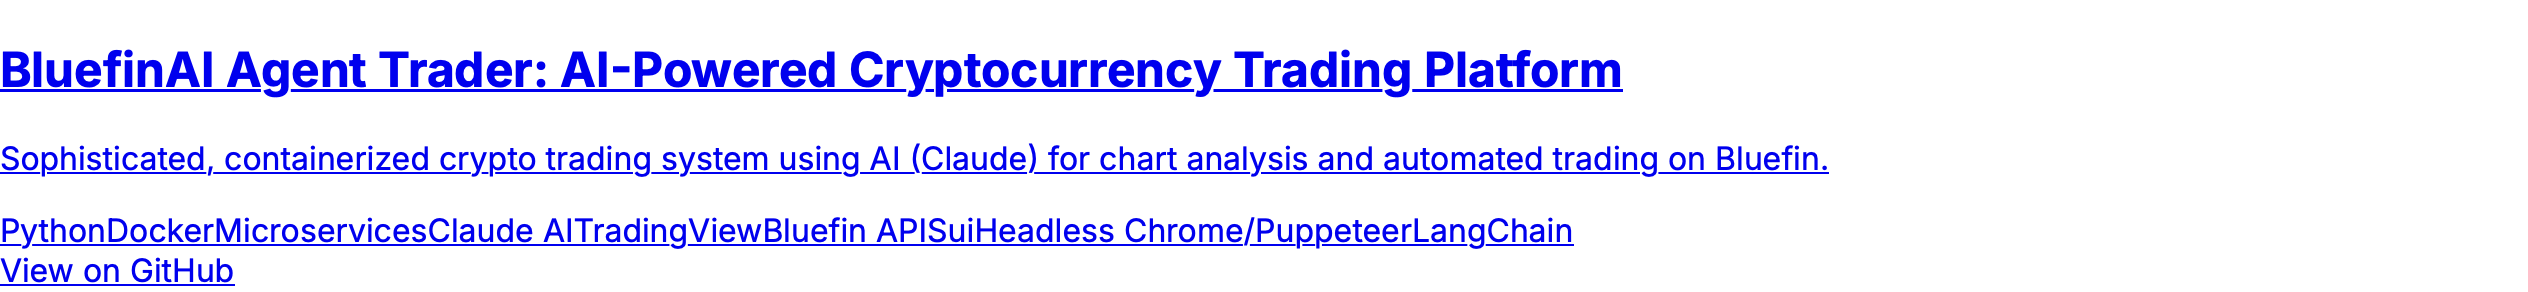 BluefinAI Agent Trader: AI-Powered Cryptocurrency Trading Platform
Sophisticated, containerized crypto trading system using AI (Claude) for chart analysis and automated trading on Bluefin.
PythonDockerMicroservicesClaude AITradingViewBluefin APISuiHeadless Chrome/PuppeteerLangChain
View on GitHub